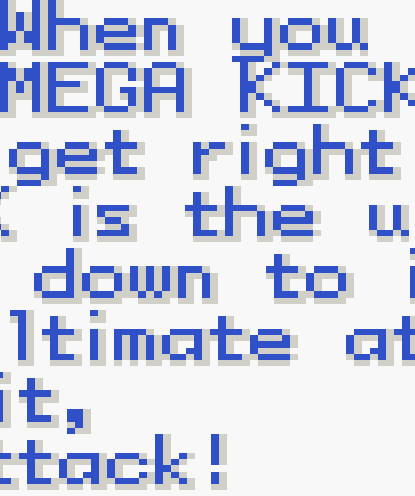 When you
MEGA KICK
get right
is the u
down to i
ltimate at
it,
ttack!